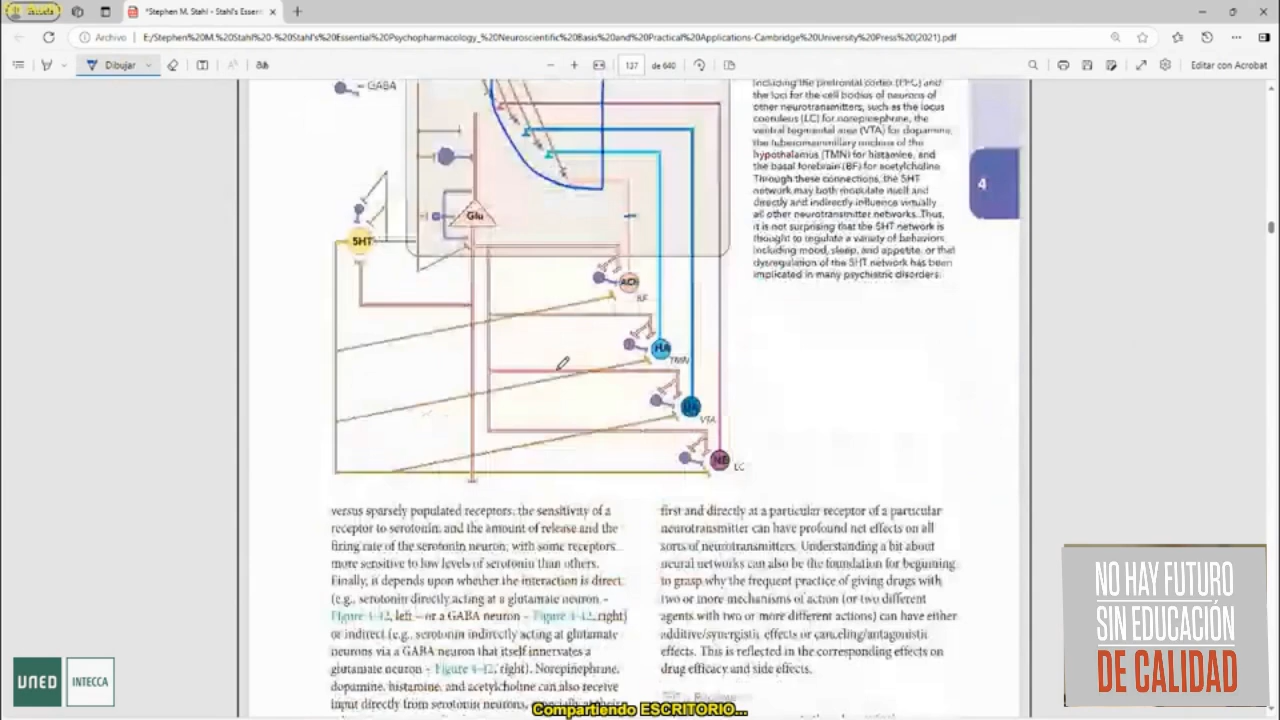 Escuela
*Stephen M. Stahl - Stahl's Essen
Archivo
E:/Stephen%20M.%20Stahl%20-%20Stahl's%20Essential%20Psychopharmacology_%20Neuroscientific%20Basis%20and%20Practical%20Applications-Cambridge%20University%20Press%20(2021).pdf
Dibujar
137
de 640
Editar con Acrobat
GABA
Glu
5HT
ACh
BF
HA
TMN
DA
VTA
NE
LC
including the prefrontal cortex (PFC) and
the loci for the cell bodies of neurons of
other neurotransmitters, such as the locus
coeruleus (LC) for norepinephrine, the
ventral tegmental area (VTA) for dopamine,
the tuberomammillary nucleus of the
hypothalamus (TMN) for histamine, and
the basal forebrain (BF) for acetylcholine.
Through these connections, the 5HT
network may both modulate itself and
directly and indirectly influence virtually
all other neurotransmitter networks. Thus,
it is not surprising that the 5HT network is
thought to regulate a variety of behaviors
including mood, sleep, and appetite, or that
dysregulation of the 5HT network has been
implicated in many psychiatric disorders.
4
versus sparsely populated receptors, the sensitivity of a
receptor to serotonin, and the amount of release and the
firing rate of the serotonin neuron, with some receptors
more sensitive to low levels of serotonin than others.
Finally, it depends upon whether the interaction is direct
(e.g., serotonin directly acting at a glutamate neuron –
Figure 4-12, left – or a GABA neuron – Figure 4-12, right)
or indirect (e.g., serotonin indirectly acting at glutamate
neurons via a GABA neuron that itself innervates a
glutamate neuron – Figure 4-12, right). Norepinephrine,
dopamine, histamine, and acetylcholine can also receive
input directly from serotonin neurons, especially at their
first and directly at a particular receptor of a particular
neurotransmitter can have profound net effects on all
sorts of neurotransmitters. Understanding a bit about
neural networks can also be the foundation for beginning
to grasp why the frequent practice of giving drugs with
two or more mechanisms of action (or two different
agents with two or more different actions) can have either
additive/synergistic effects or canceling/antagonistic
effects. This is reflected in the corresponding effects on
drug efficacy and side effects.
NO HAY FUTURO
SIN EDUCACIÓN
DE CALIDAD
UNED
INTECCA
Compartiendo ESCRITORIO...